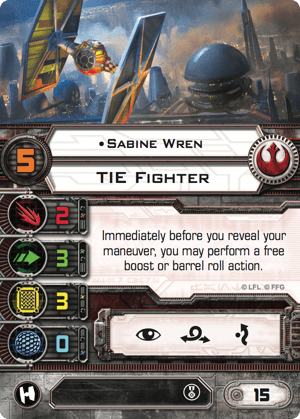 • Sabine Wren
5
TIE Fighter
2
3
3
0
Immediately before you reveal your
maneuver, you may perform a free
boost or barrel roll action.
© LFL © FFG
15